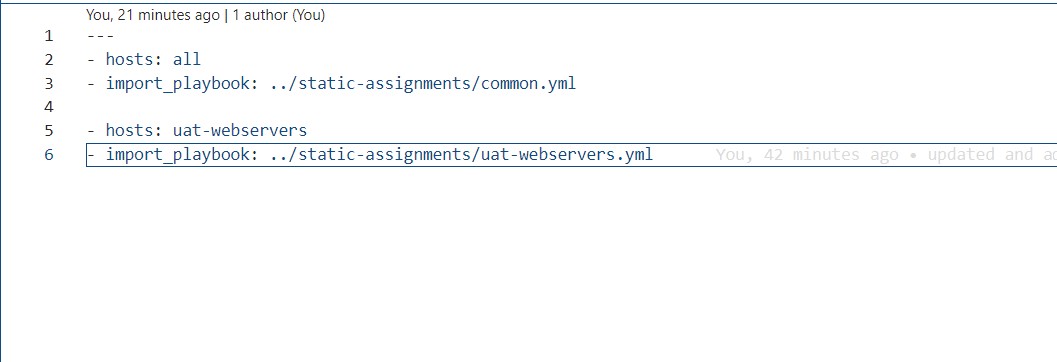 You, 21 minutes ago | 1 author (You)
1 ---
2 - hosts: all
3 - import_playbook: ../static-assignments/common.yml
4
5 - hosts: uat-webservers
6 - import_playbook: ../static-assignments/uat-webservers.yml You, 42 minutes ago • updated and